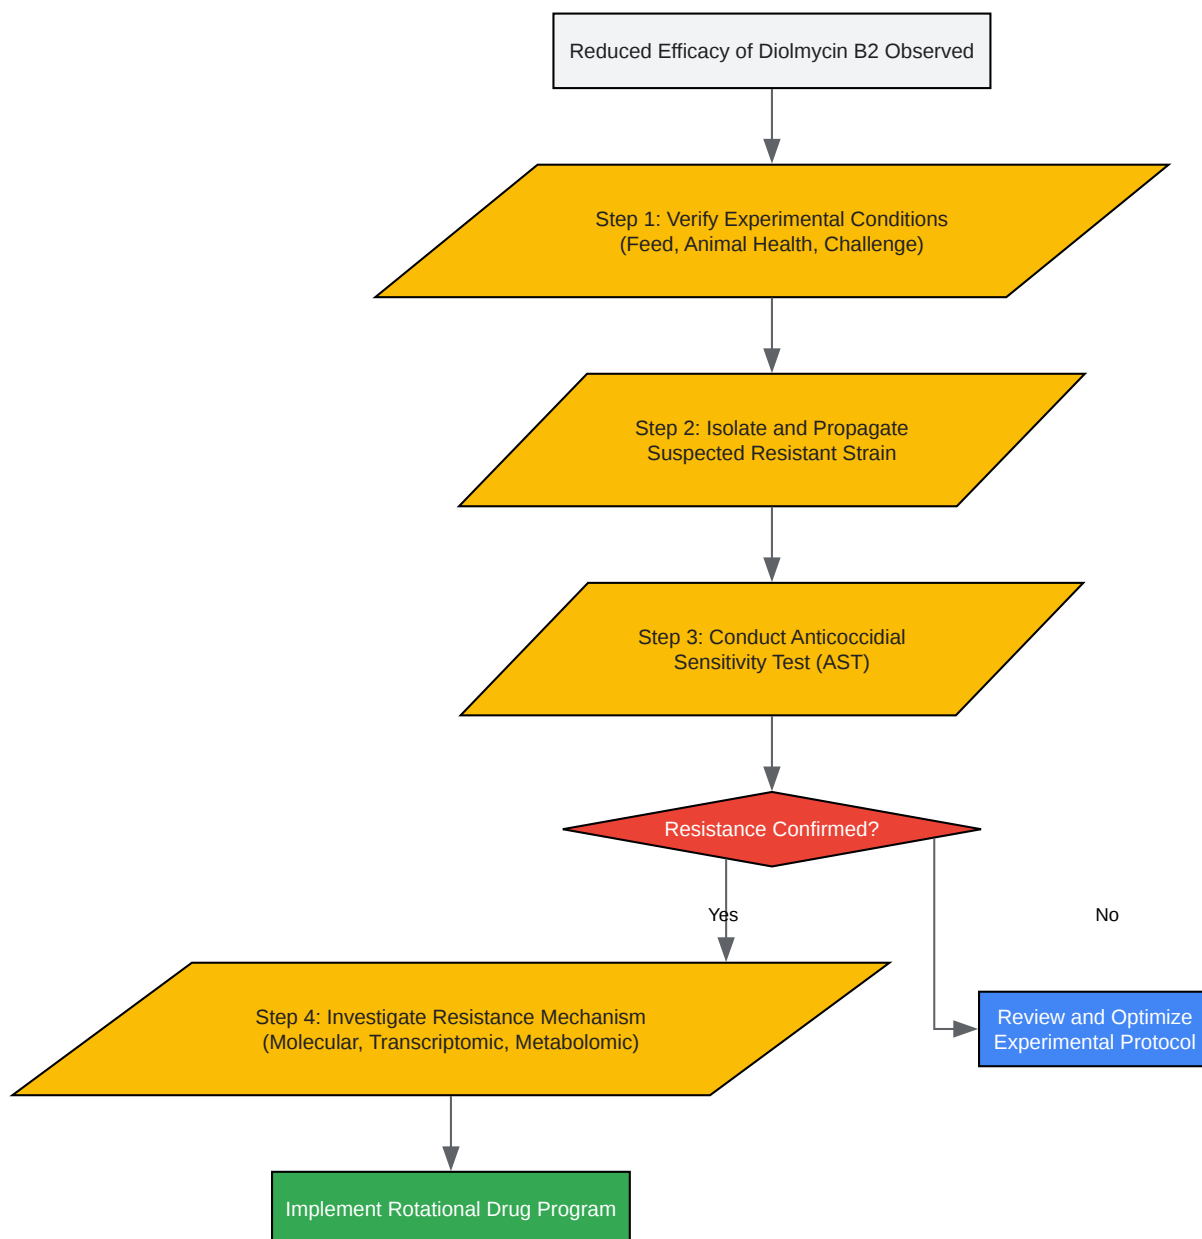 Reduced Efficacy of Diolmycin B2 Observed
Step 1: Verify Experimental Conditions
(Feed, Animal Health, Challenge)
Step 2: Isolate and Propagate
Suspected Resistant Strain
Step 3: Conduct Anticoccidial
Sensitivity Test (AST)
Resistance Confirmed?
Yes
No
Step 4: Investigate Resistance Mechanism
(Molecular, Transcriptomic, Metabolomic)
Review and Optimize
Experimental Protocol
Implement Rotational Drug Program